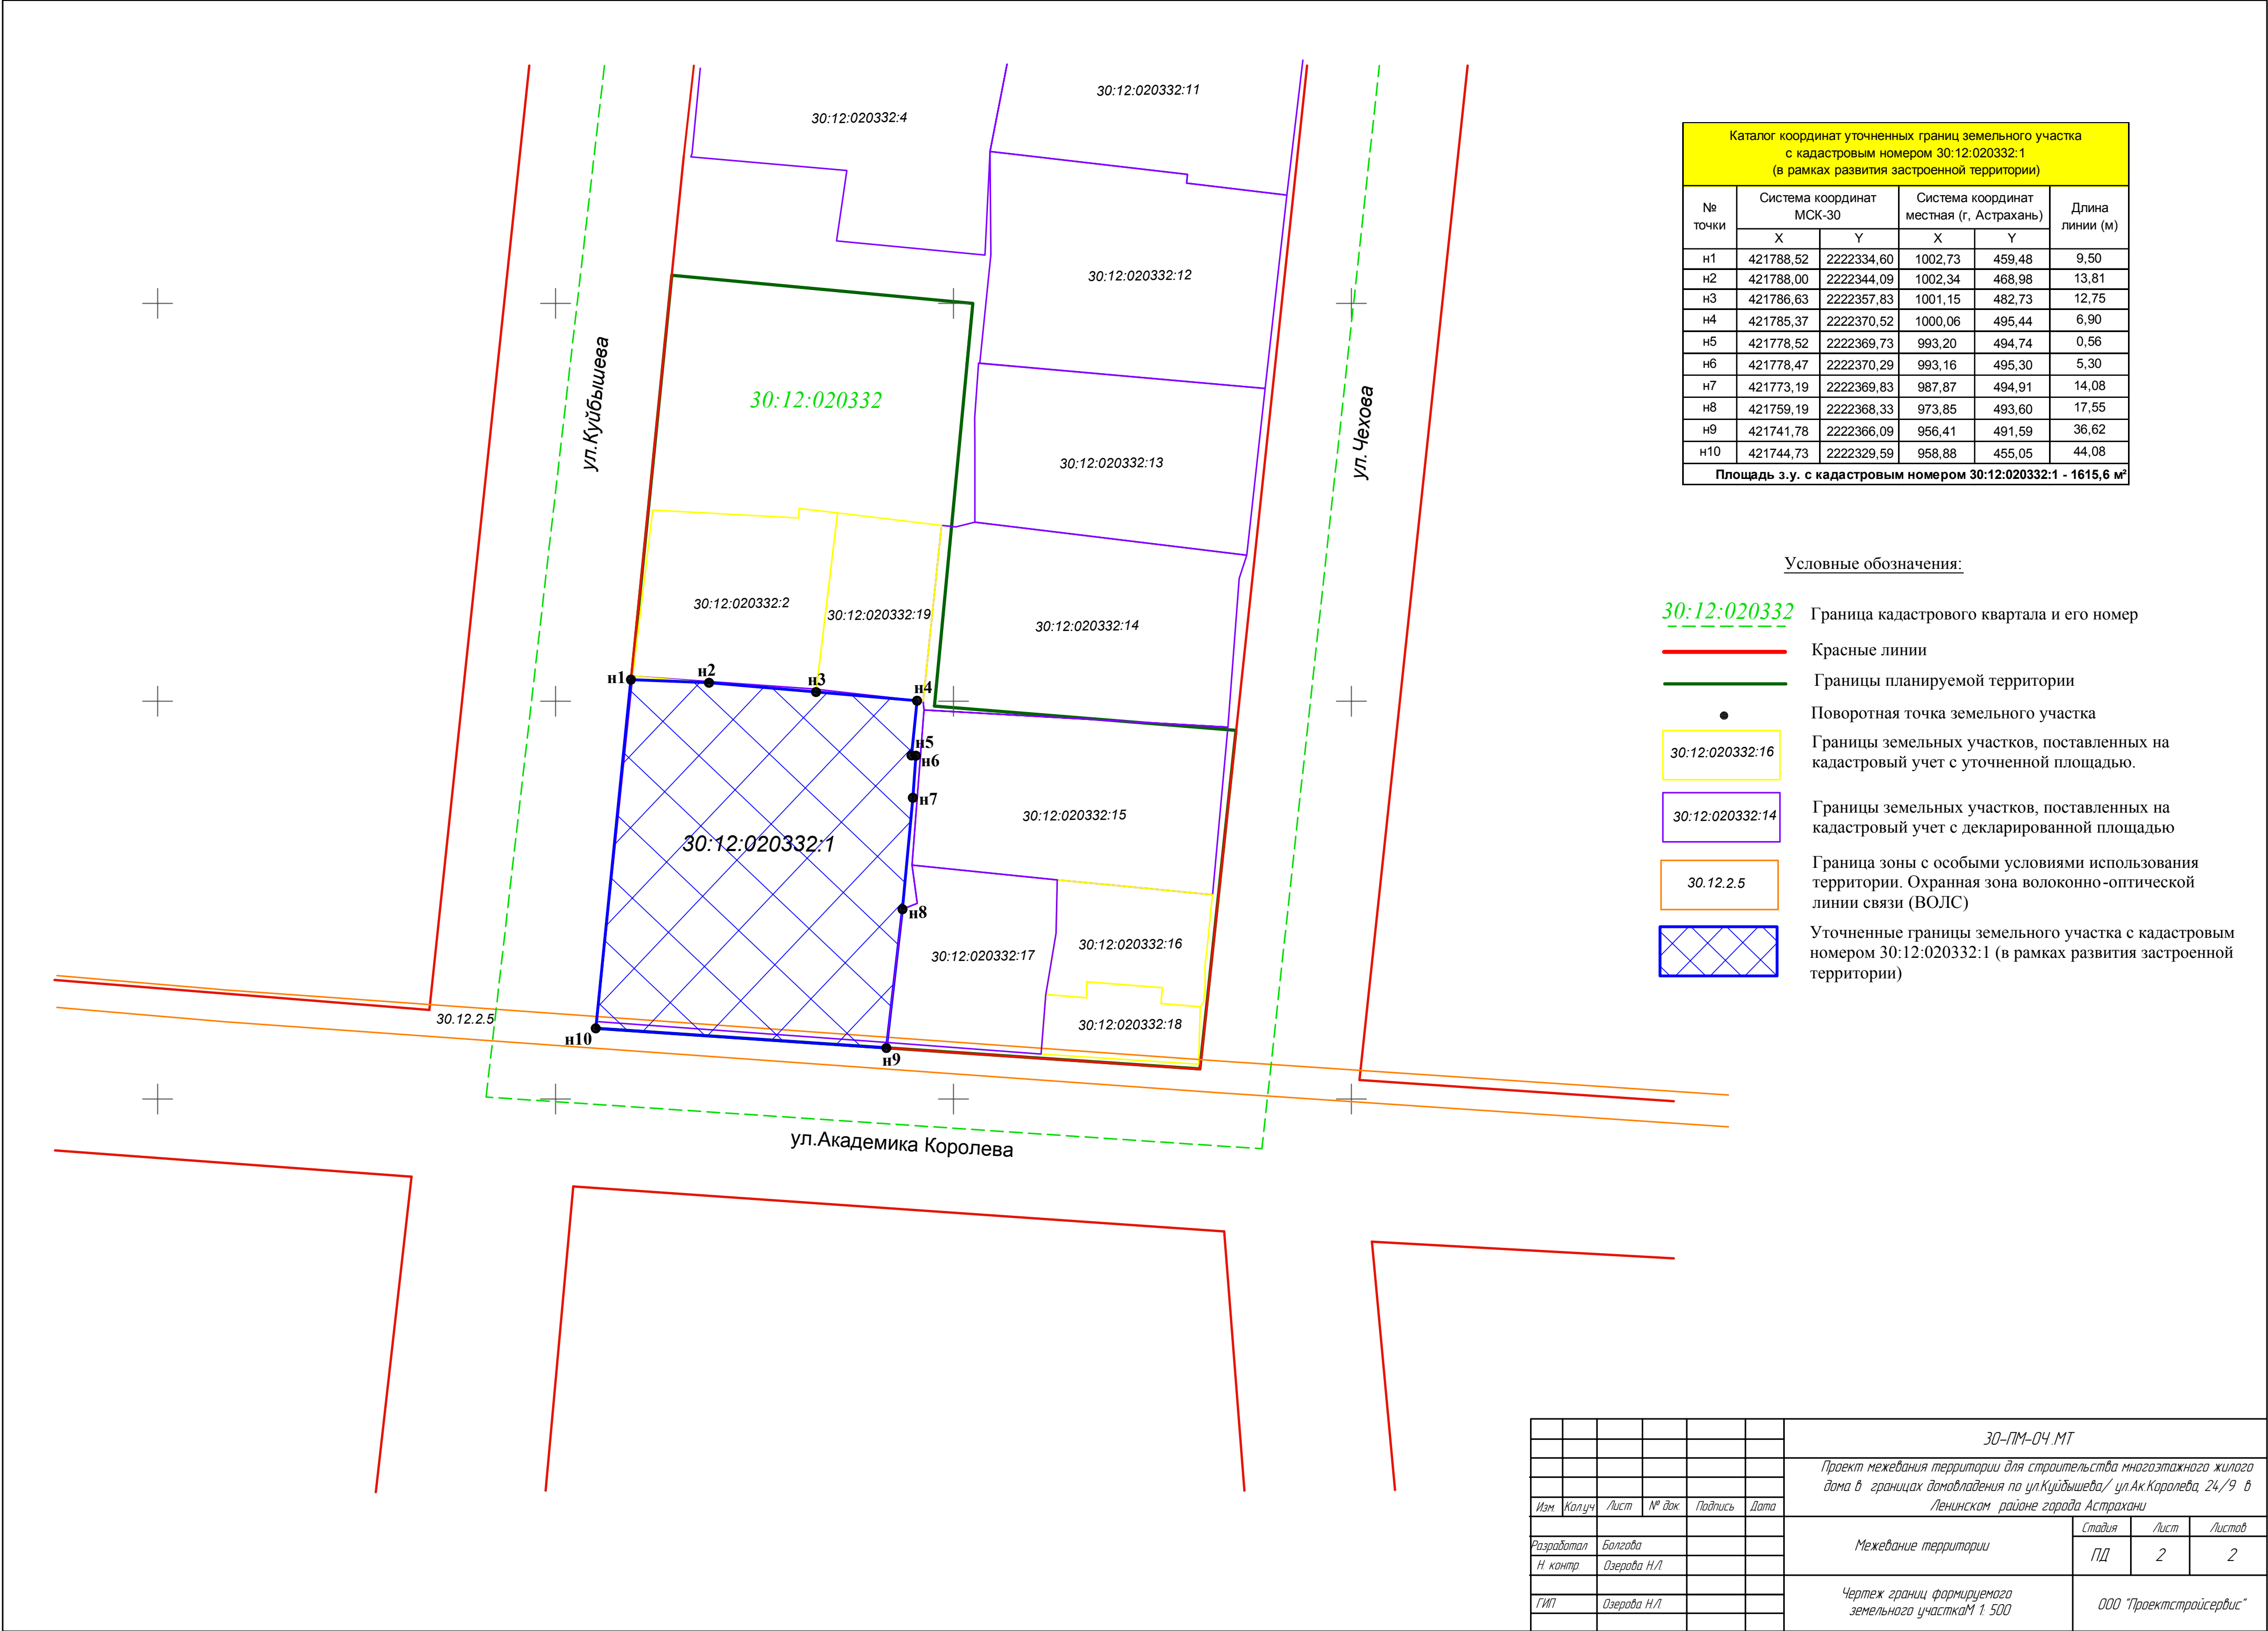 30:12:020332:4
30:12:020332:11
30:12:020332:12
ул.Куйбышева
30:12:020332
ул.Чехова
30:12:020332:13
30:12:020332:2
30:12:020332:19
30:12:020332:14
н1
н2
н3
н4
н5
н6
н7
30:12:020332:15
30:12:020332:1
н8
30:12:020332:17
30:12:020332:16
30.12.2.5
30:12:020332:18
н10
н9
ул.Академика Королева
Каталог координат уточненных границ земельного участка
с кадастровым номером 30:12:020332:1
(в рамках развития застроенной территории)
№ точки
Система координат МСК-30
Система координат местная (г, Астрахань)
Длина линии (м)
X Y X Y
н1 421788,52 2222334,60 1002,73 459,48 9,50
н2 421788,00 2222344,09 1002,34 468,98 13,81
н3 421786,63 2222357,83 1001,15 482,73 12,75
н4 421785,37 2222370,52 1000,06 495,44 6,90
н5 421778,52 2222369,73 993,20 494,74 0,56
н6 421778,47 2222370,29 993,16 495,30 5,30
н7 421773,19 2222369,83 987,87 494,91 14,08
н8 421759,19 2222368,33 973,85 493,60 17,55
н9 421741,78 2222366,09 956,41 491,59 36,62
н10 421744,73 2222329,59 958,88 455,05 44,08
Площадь з.у. с кадастровым номером 30:12:020332:1 - 1615,6 м²
Условные обозначения:
30:12:020332 Граница кадастрового квартала и его номер
Красные линии
Границы планируемой территории
Поворотная точка земельного участка
30:12:020332:16
Границы земельных участков, поставленных на
кадастровый учет с уточненной площадью.
30:12:020332:14
Границы земельных участков, поставленных на
кадастровый учет с декларированной площадью
30.12.2.5
Граница зоны с особыми условиями использования
территории. Охранная зона волоконно-оптической
линии связи (ВОЛС)
Уточненные границы земельного участка с кадастровым
номером 30:12:020332:1 (в рамках развития застроенной
территории)
30-ПМ-04.МТ
Проект межевания территории для строительства многоэтажного жилого
дома в границах домовладения по ул.Куйбышева/ ул.Ак.Королева, 24/9 в
Ленинском районе города Астрахани
Изм Кол.уч Лист № док Подпись Дата
Разработал Болгова
Н. контр. Озерова Н.Л.
ГИП Озерова Н.Л.
Межевание территории
Стадия Лист Листов
ПД 2 2
Чертеж границ формируемого
земельного участкаМ 1: 500
ООО "Проектстройсервис"